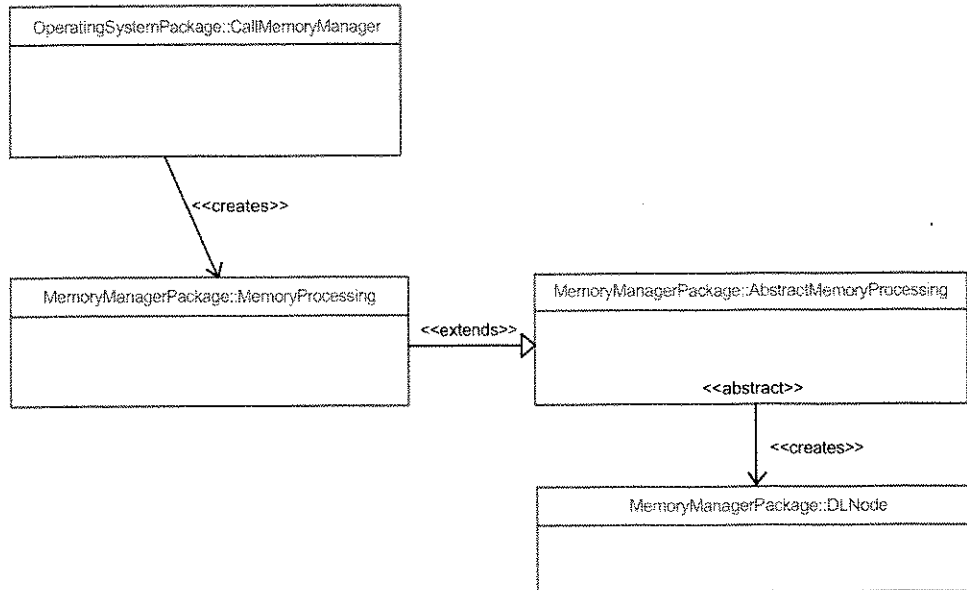 OperatingSystemPackage::CallMemoryManager
<<creates>>
MemoryManagerPackage::MemoryProcessing
<<extends>>
MemoryManagerPackage::AbstractMemoryProcessing
<<abstract>>
<<creates>>
MemoryManagerPackage::DLNode